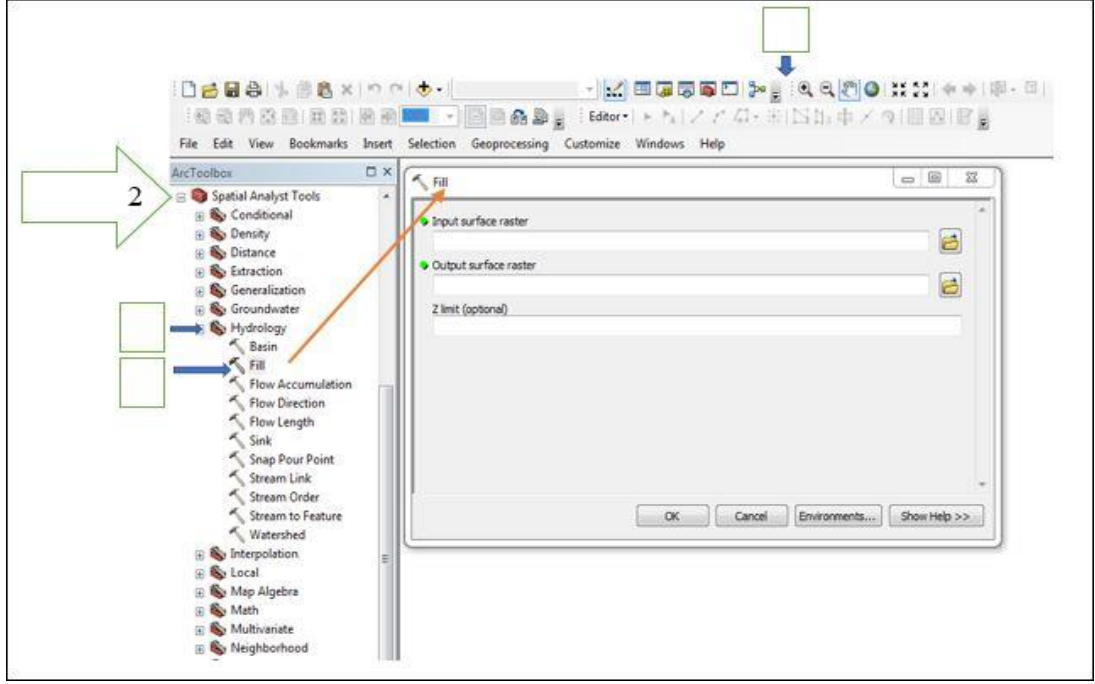 Editor
File Edit View Bookmarks Insert Selection Geoprocessing Customize Windows Help
ArcToolbox
2
Spatial Analyst Tools
Conditional
Density
Distance
Extraction
Generalization
Groundwater
Hydrology
Basin
Fill
Flow Accumulation
Flow Direction
Flow Length
Sink
Snap Pour Point
Stream Link
Stream Order
Stream to Feature
Watershed
Interpolation
Local
Map Algebra
Math
Multivariate
Neighborhood
Fill
Input surface raster
Output surface raster
Z limit (optional)
OK Cancel Environments... Show Help >>